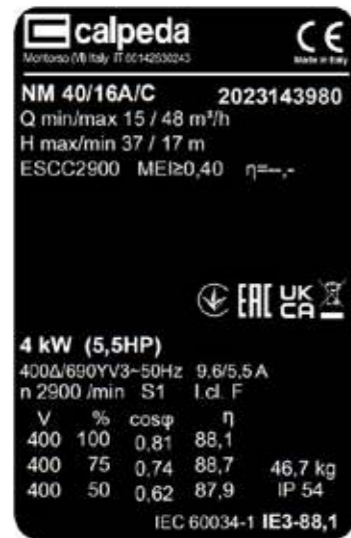 calpeda
CE
Montorso (VI) Italy IT 00142530243
Made in Italy
NM 40/16A/C 2023143980
Q min/max 15 / 48 m³/h
H max/min 37 / 17 m
ESCC2900 MEI≥0,40 η=--,-
EAC UKCA
4 kW (5,5HP)
400Δ/690YV3~50Hz 9,6/5,5 A
n 2900 /min S1 I.cl. F
V % cosφ η
400 100 0,81 88,1
400 75 0,74 88,7 46,7 kg
400 50 0,62 87,9 IP 54
IEC 60034-1 IE3-88,1